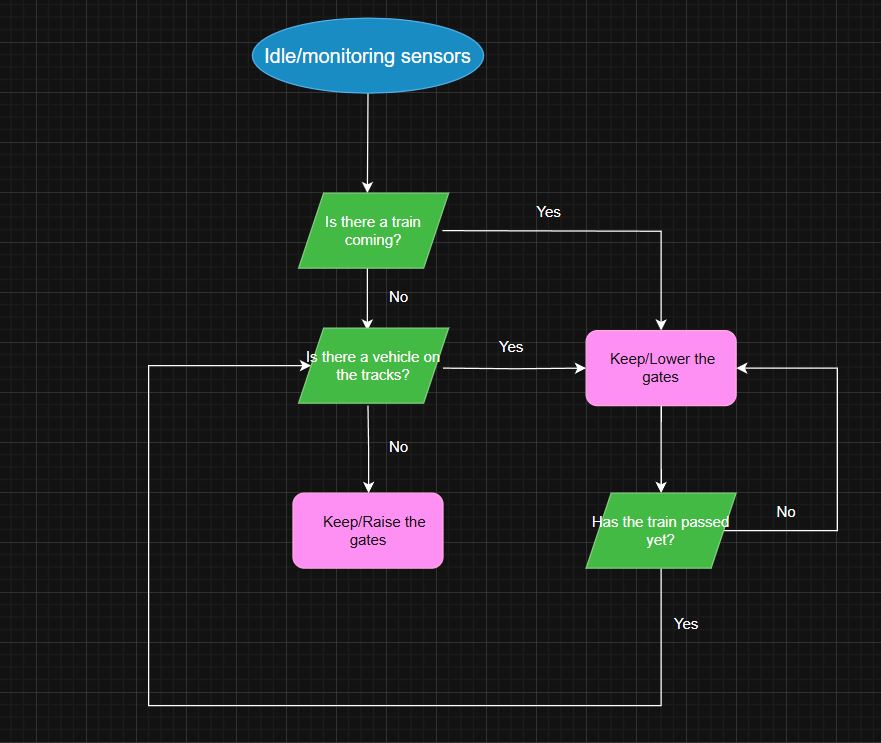 Idle/monitoring sensors
Is there a train
coming?
Yes
No
Is there a vehicle on
the tracks?
Yes
Keep/Lower the
gates
No
Keep/Raise the
gates
Has the train passed
yet?
No
Yes